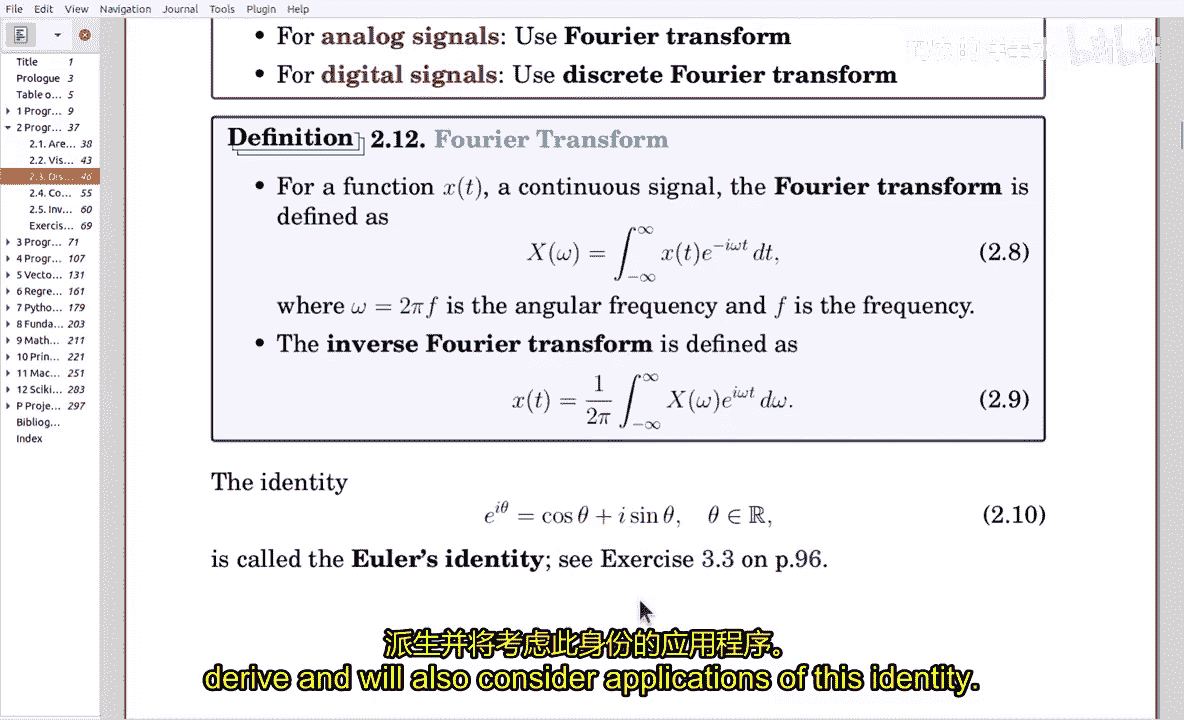 File Edit View Navigation Journal Tools Plugin Help
Title 1
Prologue 3
Table o... 5
1 Progr... 9
2 Progr... 37
2.1. Are... 38
2.2. Vis... 43
2.3. Dis... 46
2.4. Co... 55
2.5. Inv... 60
Exercis... 69
3 Progr... 71
4 Progr... 107
5 Vecto... 131
6 Regre... 161
7 Pytho... 179
8 Funda... 203
9 Math... 211
10 Prin... 221
11 Mac... 251
12 Sciki... 283
P Proje... 297
Bibliog...
Index
• For analog signals: Use Fourier transform
• For digital signals: Use discrete Fourier transform
Definition 2.12. Fourier Transform
• For a function x(t), a continuous signal, the Fourier transform is
defined as
X(ω) = ∫_{-∞}^{∞} x(t)e^{-iωt} dt, (2.8)
where ω = 2πf is the angular frequency and f is the frequency.
• The inverse Fourier transform is defined as
x(t) = \frac{1}{2π} ∫_{-∞}^{∞} X(ω)e^{iωt} dω. (2.9)
The identity
e^{iθ} = cos θ + i sin θ, θ ∈ ℝ, (2.10)
is called the Euler's identity; see Exercise 3.3 on p.96.
派生并将考虑此身份的应用程序。
derive and will also consider applications of this identity.